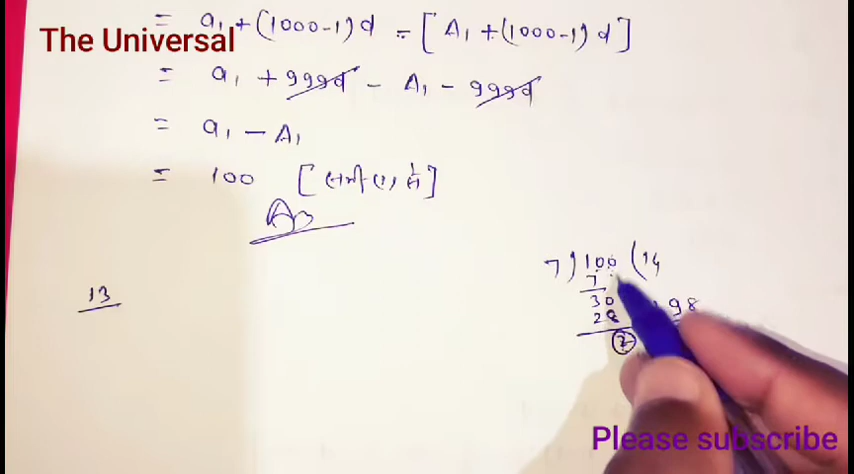 = a₁ + (1000-1)d - [A₁ + (1000-1)d]
The Universal
= a₁ + 999d - A₁ - 999d
= a₁ - A₁
= 100
13
7) 100 (14
7
30
28
98
2
Please subscribe